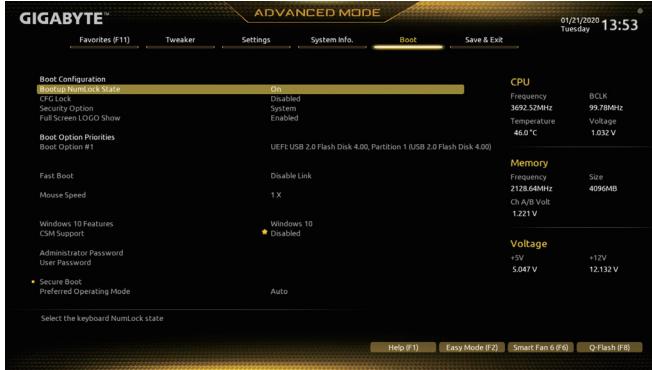 GIGABYTE™
ADVANCED MODE
01/21/2020
Tuesday
13:53
Favorites (F11) Tweaker Settings System Info. Boot Save & Exit
Boot Configuration
Bootup NumLock State On
CFG Lock Disabled
Security Option System
Full Screen LOGO Show Enabled
Boot Option Priorities
Boot Option #1 UEFI: USB 2.0 Flash Disk 4.00, Partition 1 (USB 2.0 Flash Disk 4.00)
Fast Boot Disable Link
Mouse Speed 1 X
Windows 10 Features Windows 10
CSM Support Disabled
Administrator Password
User Password
Secure Boot
Preferred Operating Mode Auto
Select the keyboard NumLock state
CPU
Frequency BCLK
3692.52MHz 99.78MHz
Temperature Voltage
46.0 °C 1.032 V
Memory
Frequency Size
2128.64MHz 4096MB
Ch A/B Volt
1.221 V
Voltage
+5V +12V
5.047 V 12.132 V
Help (F1) Easy Mode (F2) Smart Fan 6 (F6) Q-Flash (F8)